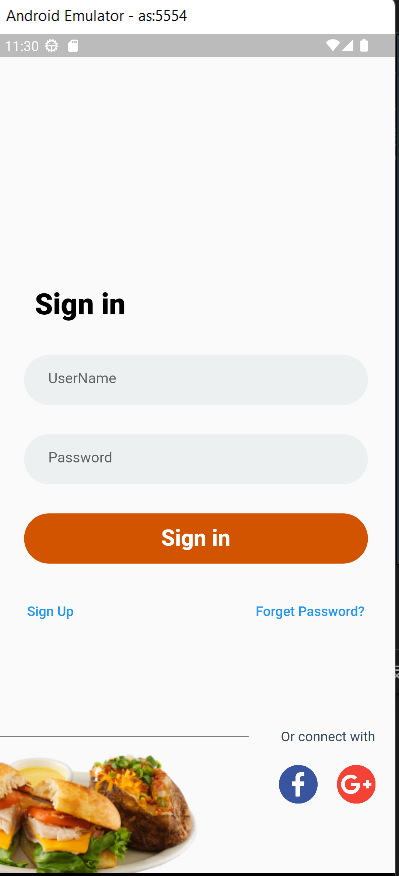 Android Emulator - as:5554
11:30
Sign in
UserName
Password
Sign in
Sign Up Forget Password?
Or connect with
f G+